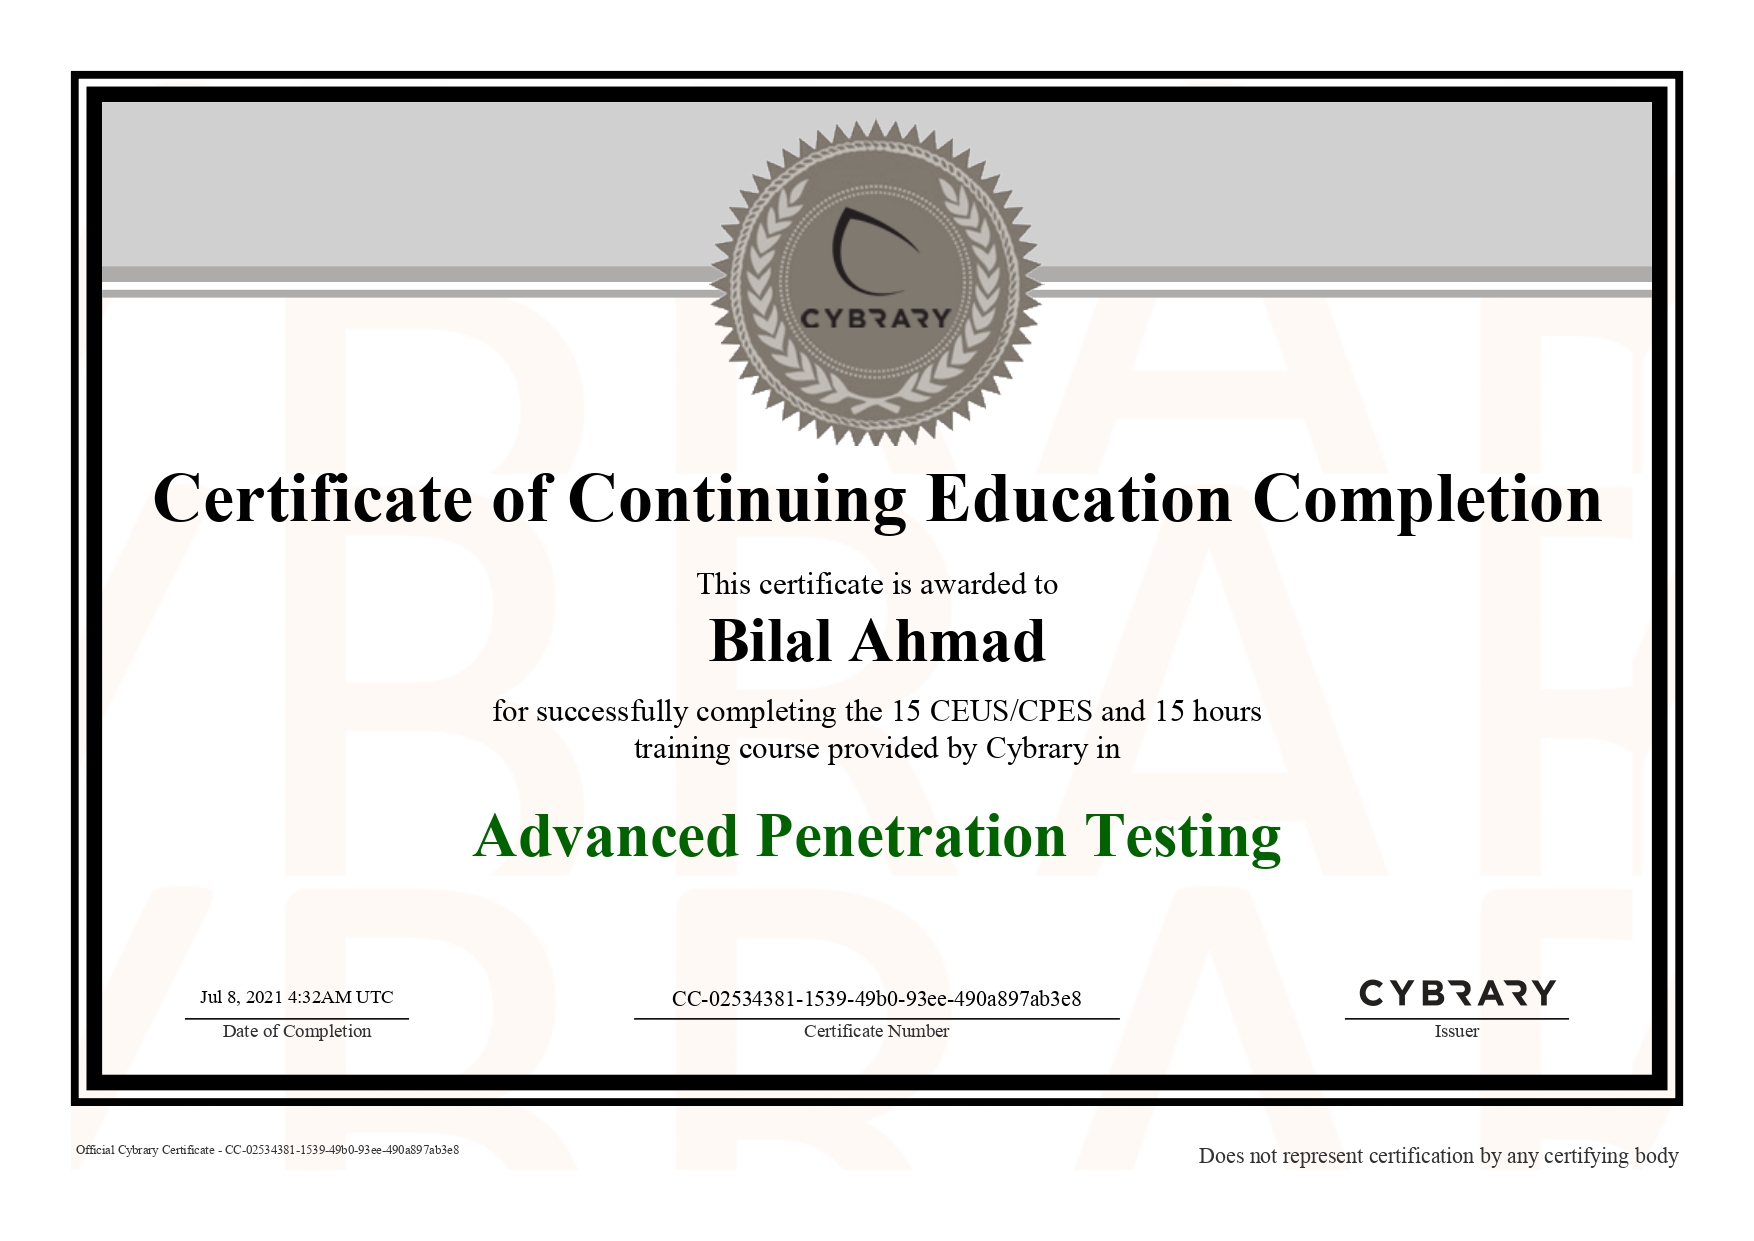 CYBRARY
Certificate of Continuing Education Completion
This certificate is awarded to
Bilal Ahmad
for successfully completing the 15 CEUS/CPES and 15 hours
training course provided by Cybrary in
Advanced Penetration Testing
Jul 8, 2021 4:32AM UTC
Date of Completion
CC-02534381-1539-49b0-93ee-490a897ab3e8
Certificate Number
CYBRARY
Issuer
Official Cybrary Certificate - CC-02534381-1539-49b0-93ee-490a897ab3e8
Does not represent certification by any certifying body